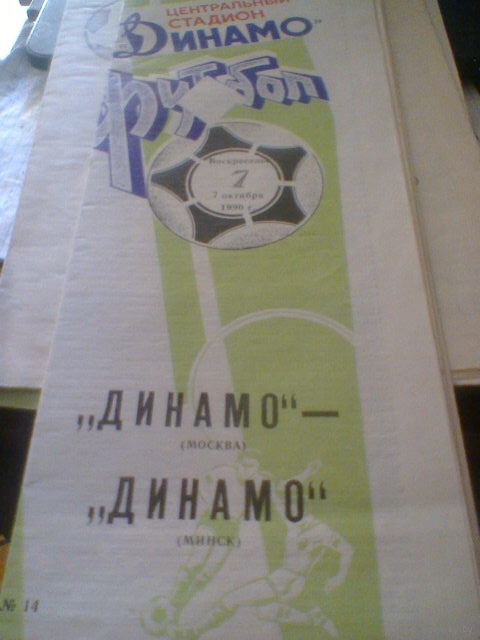 ЦЕНТРАЛЬНЫЙ
СТАДИОН
ДИНАМО"
ФУТБОЛ
Воскресенье
7
7 октября
1990 г.
„ДИНАМО“ —
(МОСКВА)
„ДИНАМО“
(МИНСК)
№ 14